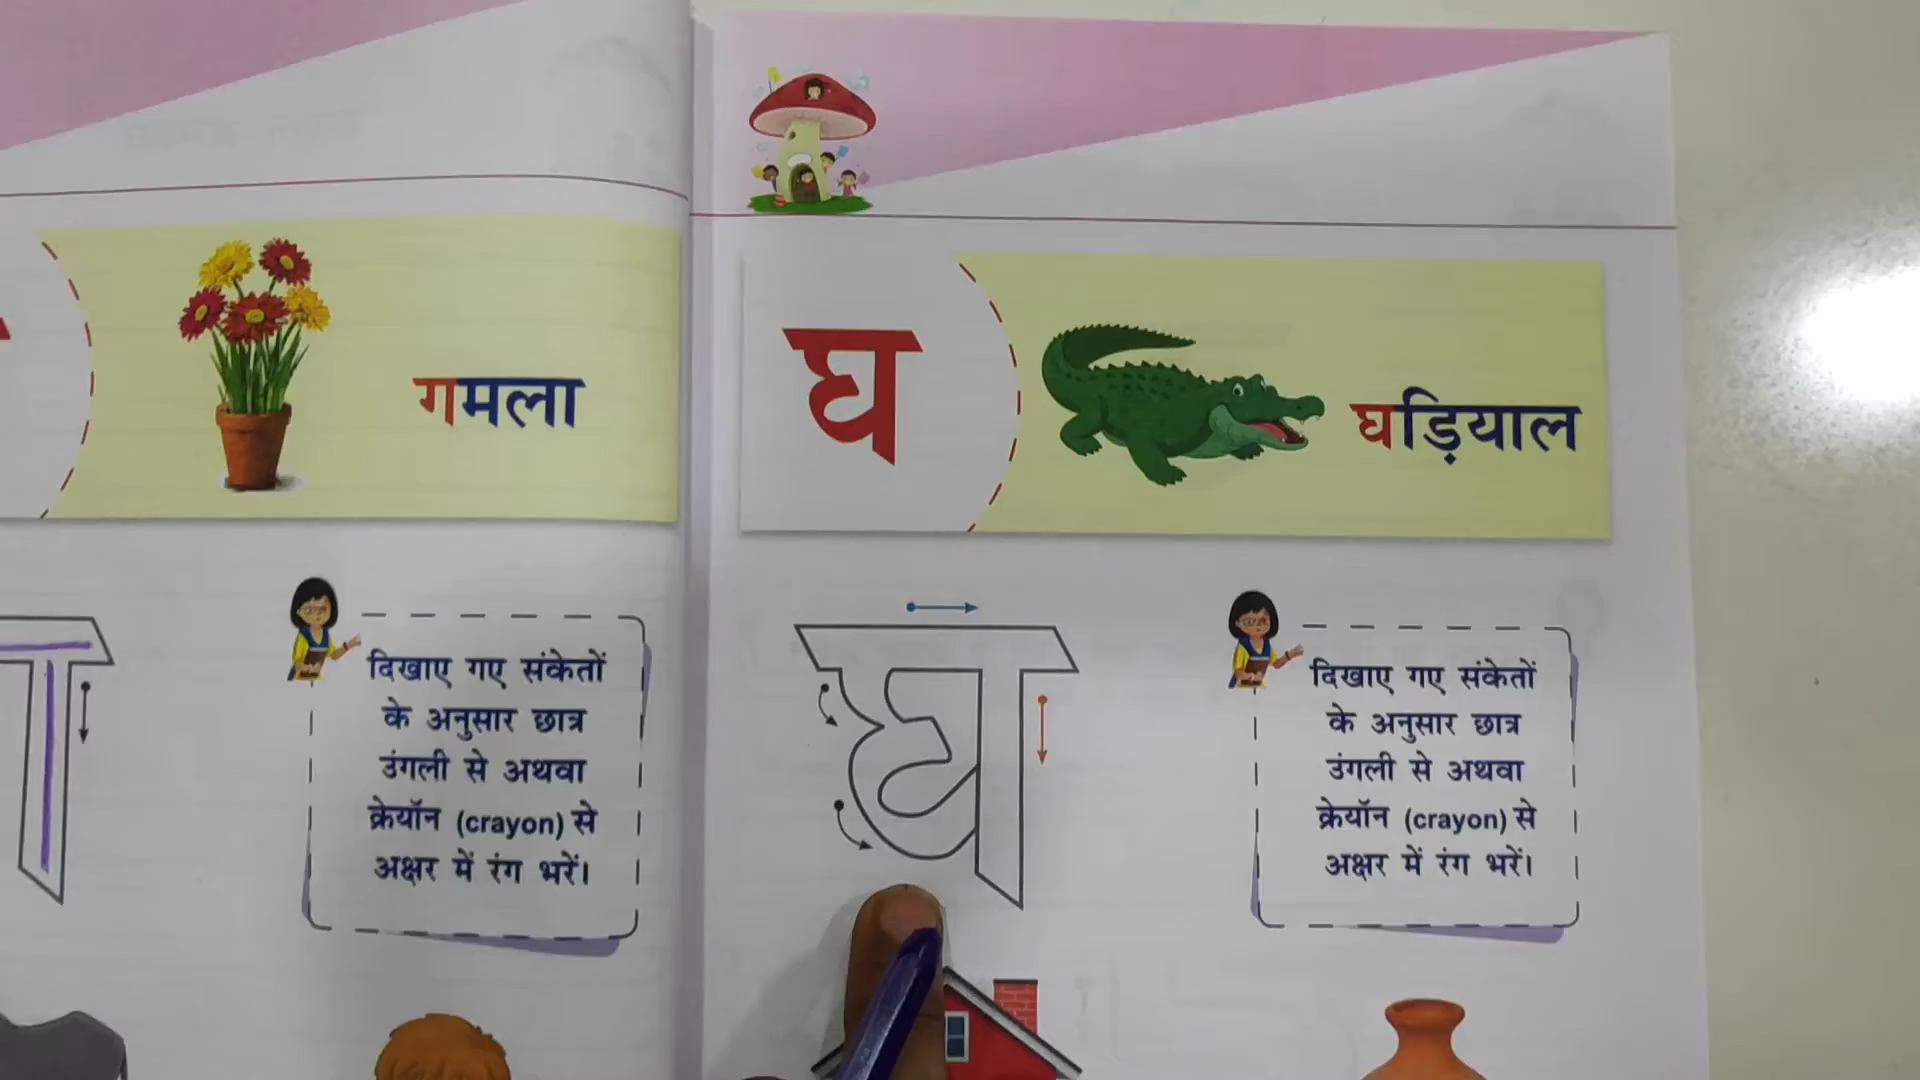 गमला
दिखाए गए संकेतों
के अनुसार छात्र
उंगली से अथवा
क्रेयॉन (crayon) से
अक्षर में रंग भरें।
घ
घड़ियाल
घ
दिखाए गए संकेतों
के अनुसार छात्र
उंगली से अथवा
क्रेयॉन (crayon) से
अक्षर में रंग भरें।